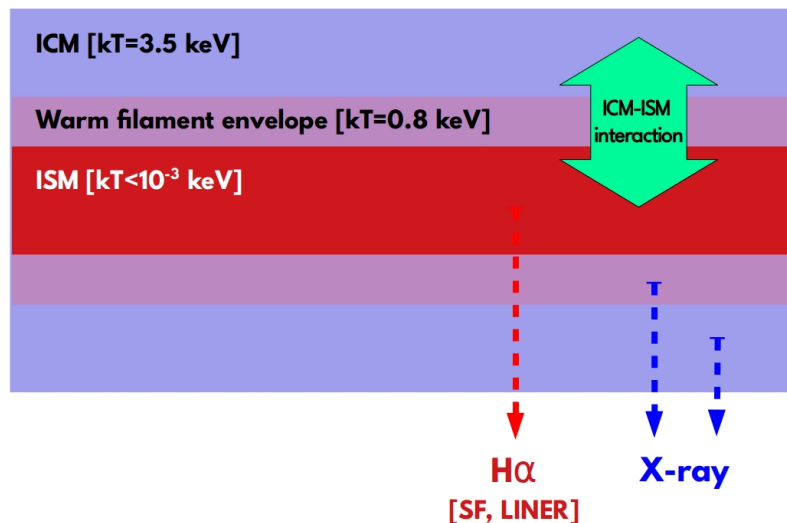 ICM [kT=3.5 keV]
Warm filament envelope [kT=0.8 keV]
ICM-ISM
interaction
ISM [kT<10⁻³ keV]
Hα
[SF, LINER]
X-ray